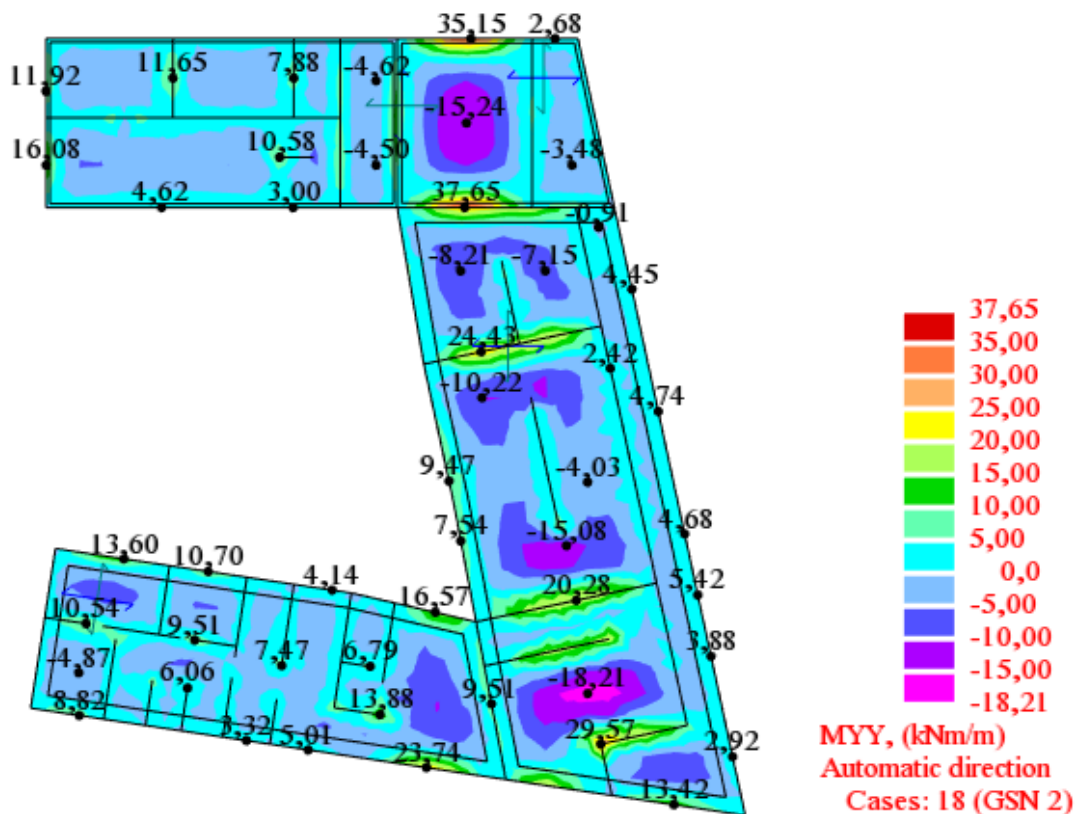 35,15 2,68
11,92 11,65 7,88 -4,62
-15,24
16,08 10,58 -4,50 -3,48
4,62 3,00 37,65
-0,91
-8,21 -7,15 4,45
24,43 2,42
-10,22 4,74
9,47 -4,03
7,54 -15,08 4,68
13,60 10,70 4,14 16,57 20,28 5,42
10,54 9,51 7,47 6,79 3,88
-4,87 6,06 13,88 9,51 -18,21
8,82 3,32 5,01 23,74 29,57 2,92
13,42
37,65
35,00
30,00
25,00
20,00
15,00
10,00
5,00
0,0
-5,00
-10,00
-15,00
-18,21
MYY, (kNm/m)
Automatic direction
Cases: 18 (GSN 2)